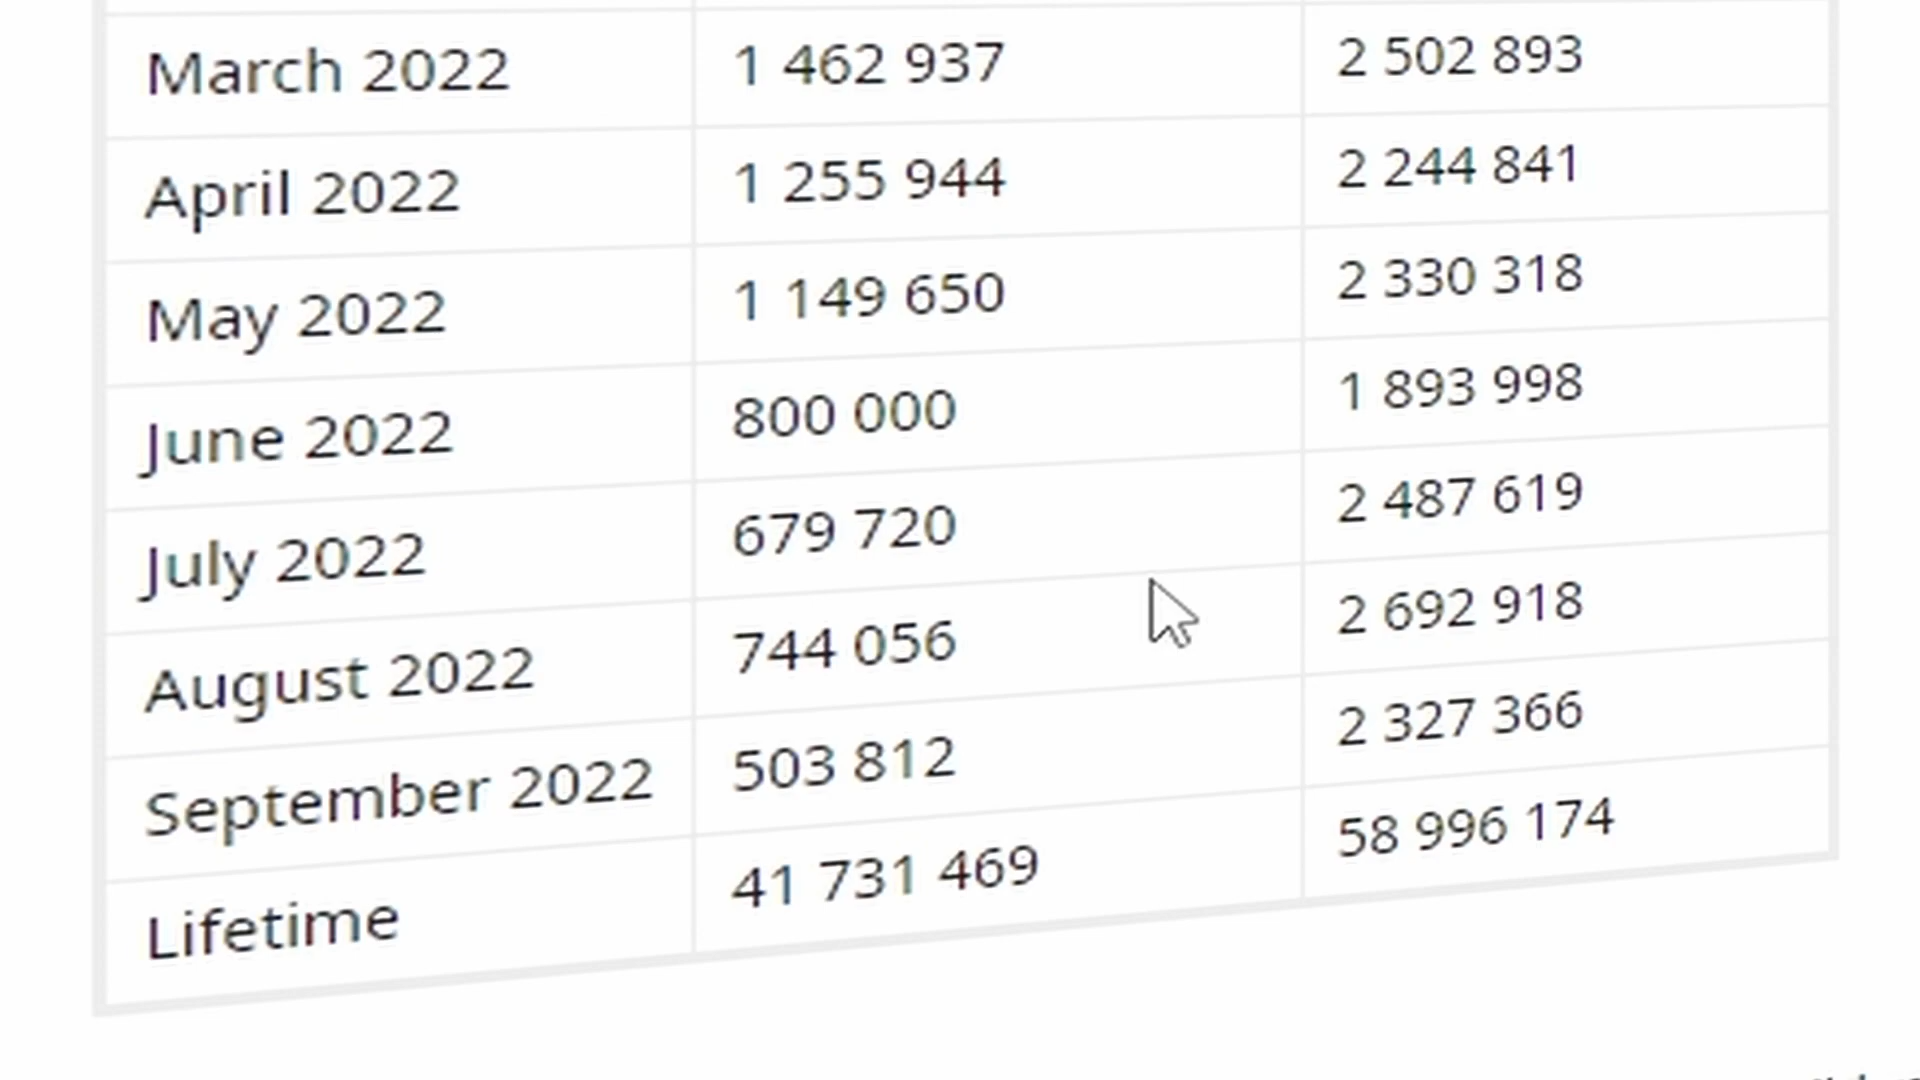 March 2022 1 462 937 2 502 893
April 2022 1 255 944 2 244 841
May 2022 1 149 650 2 330 318
June 2022 800 000 1 893 998
July 2022 679 720 2 487 619
August 2022 744 056 2 692 918
September 2022 503 812 2 327 366
Lifetime 41 731 469 58 996 174